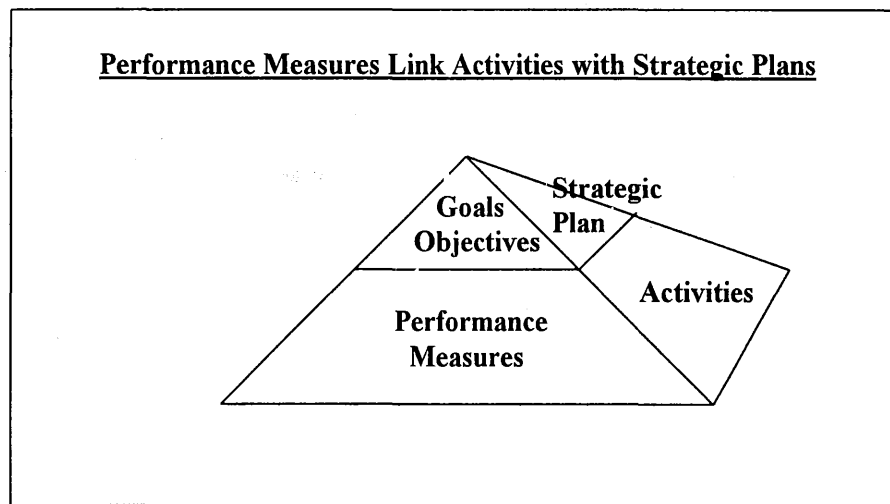 Performance Measures Link Activities with Strategic Plans
Goals
Objectives
Strategic
Plan
Activities
Performance
Measures